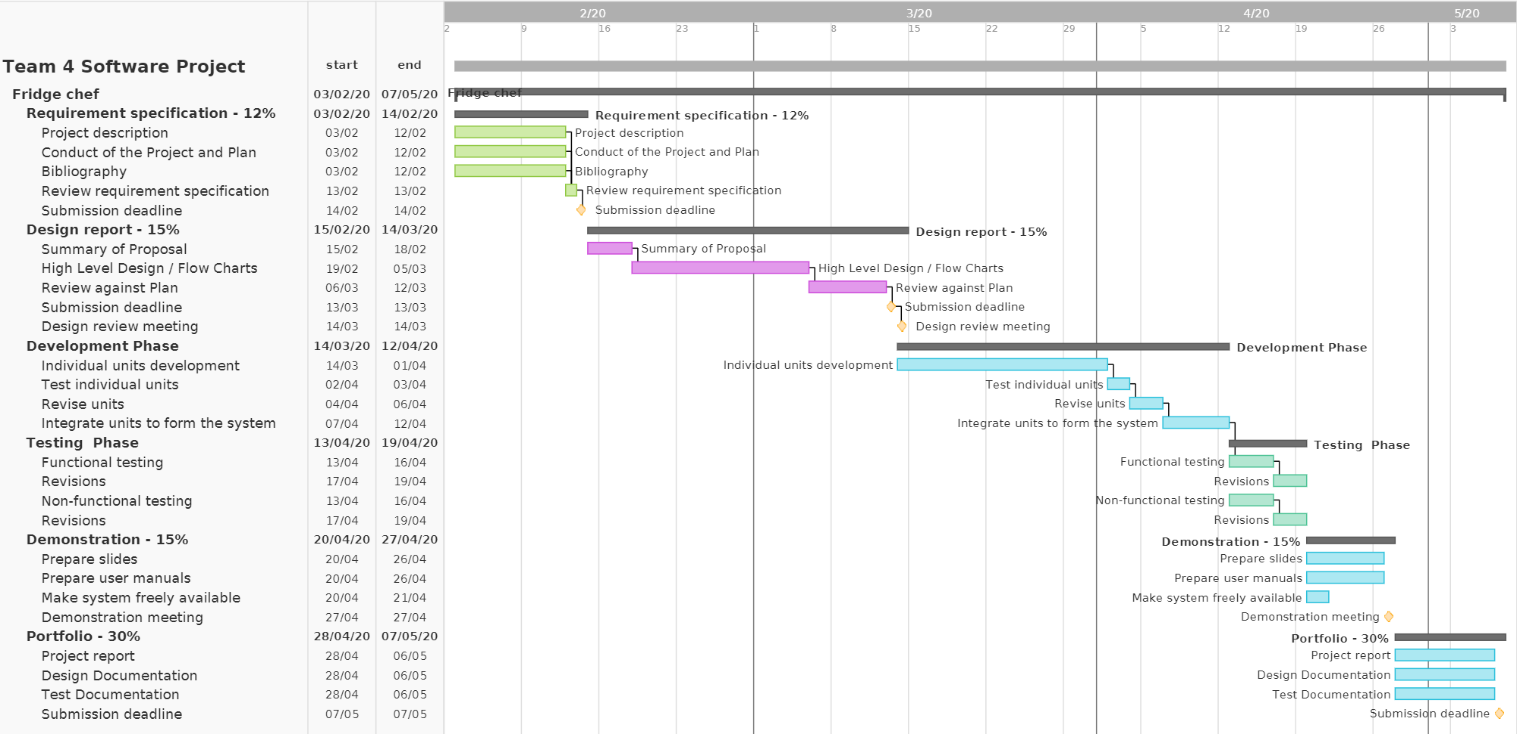 2/20 3/20 4/20 5/20
2 9 16 23 1 8 15 22 29 5 12 19 26 3
Team 4 Software Project start end
Fridge chef 03/02/20 07/05/20 Fridge chef
Requirement specification - 12% 03/02/20 14/02/20 Requirement specification - 12%
Project description 03/02 12/02 Project description
Conduct of the Project and Plan 03/02 12/02 Conduct of the Project and Plan
Bibliography 03/02 12/02 Bibliography
Review requirement specification 13/02 13/02 Review requirement specification
Submission deadline 14/02 14/02 Submission deadline
Design report - 15% 15/02/20 14/03/20 Design report - 15%
Summary of Proposal 15/02 18/02 Summary of Proposal
High Level Design / Flow Charts 19/02 05/03 High Level Design / Flow Charts
Review against Plan 06/03 12/03 Review against Plan
Submission deadline 13/03 13/03 Submission deadline
Design review meeting 14/03 14/03 Design review meeting
Development Phase 14/03/20 12/04/20 Development Phase
Individual units development 14/03 01/04 Individual units development
Test individual units 02/04 03/04 Test individual units
Revise units 04/04 06/04 Revise units
Integrate units to form the system 07/04 12/04 Integrate units to form the system
Testing  Phase 13/04/20 19/04/20 Testing  Phase
Functional testing 13/04 16/04 Functional testing
Revisions 17/04 19/04 Revisions
Non-functional testing 13/04 16/04 Non-functional testing
Revisions 17/04 19/04 Revisions
Demonstration - 15% 20/04/20 27/04/20 Demonstration - 15%
Prepare slides 20/04 26/04 Prepare slides
Prepare user manuals 20/04 26/04 Prepare user manuals
Make system freely available 20/04 21/04 Make system freely available
Demonstration meeting 27/04 27/04 Demonstration meeting
Portfolio - 30% 28/04/20 07/05/20 Portfolio - 30%
Project report 28/04 06/05 Project report
Design Documentation 28/04 06/05 Design Documentation
Test Documentation 28/04 06/05 Test Documentation
Submission deadline 07/05 07/05 Submission deadline